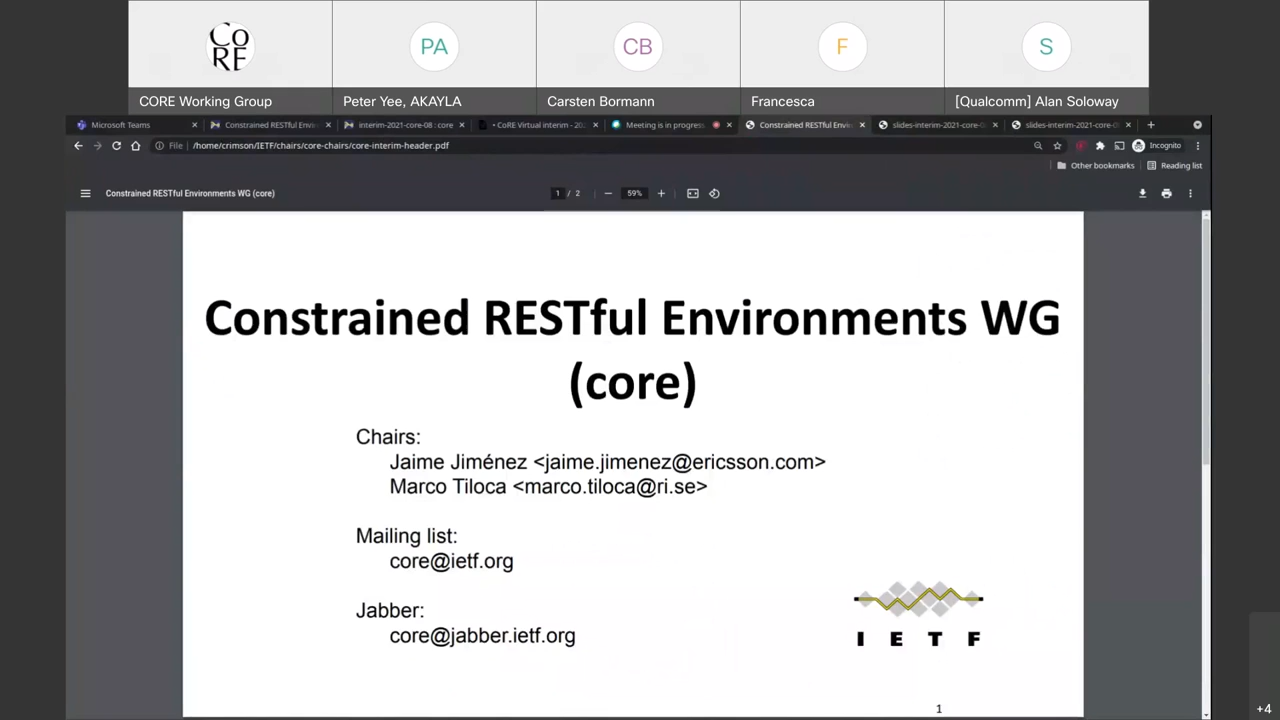 CORE
PA
CB
F
S
CORE Working Group
Peter Yee, AKAYLA
Carsten Bormann
Francesca
[Qualcomm] Alan Soloway
Microsoft Teams
Constrained RESTful Enviro
interim-2021-core-08 : core
• CoRE Virtual interim - 202
Meeting is in progress
Constrained RESTful Enviro
slides-interim-2021-core-0
slides-interim-2021-core-0
File
/home/crimson/IETF/chairs/core-chairs/core-interim-header.pdf
Incognito
Other bookmarks
Reading list
Constrained RESTful Environments WG (core)
1 / 2
59%
Constrained RESTful Environments WG
(core)
Chairs:
Jaime Jiménez <jaime.jimenez@ericsson.com>
Marco Tiloca <marco.tiloca@ri.se>
Mailing list:
core@ietf.org
Jabber:
core@jabber.ietf.org
I E T F
1
+4